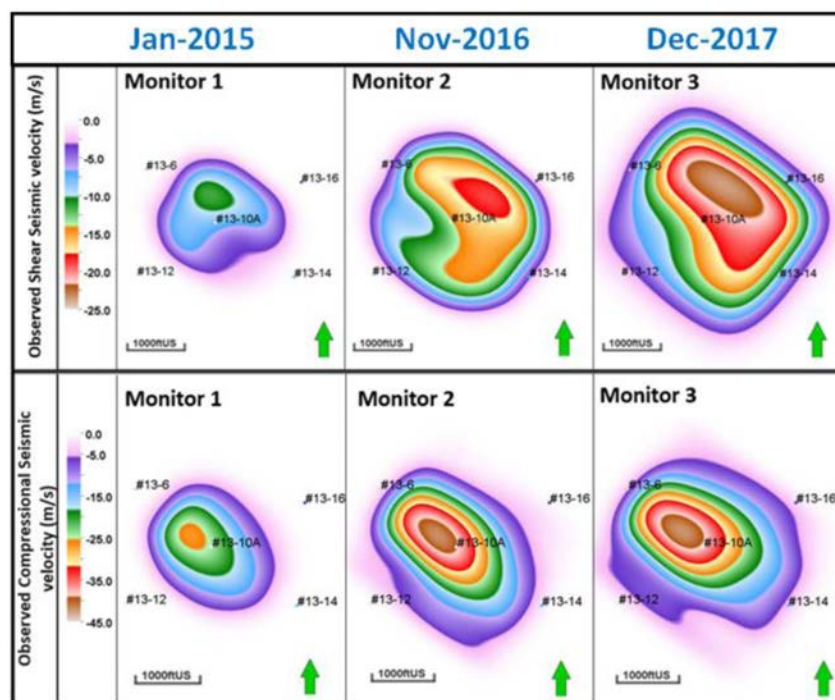 Jan-2015 Nov-2016 Dec-2017
Observed Shear Seismic velocity (m/s)
0.0
-5.0
-10.0
-15.0
-20.0
-25.0
Monitor 1
#13-6
#13-16
#13-10A
#13-12
#13-14
1000ftUS
Monitor 2
#13-6
#13-16
#13-10A
#13-12
#13-14
1000ftUS
Monitor 3
#13-6
#13-16
#13-10A
#13-12
#13-14
1000ftUS
Observed Compressional Seismic
velocity (m/s)
0.0
-5.0
-15.0
-25.0
-35.0
-45.0
Monitor 1
#13-6
#13-16
#13-10A
#13-12
#13-14
1000ftUS
Monitor 2
#13-6
#13-16
#13-10A
#13-12
#13-14
1000ftUS
Monitor 3
#13-6
#13-16
#13-10A
#13-12
#13-14
1000ftUS